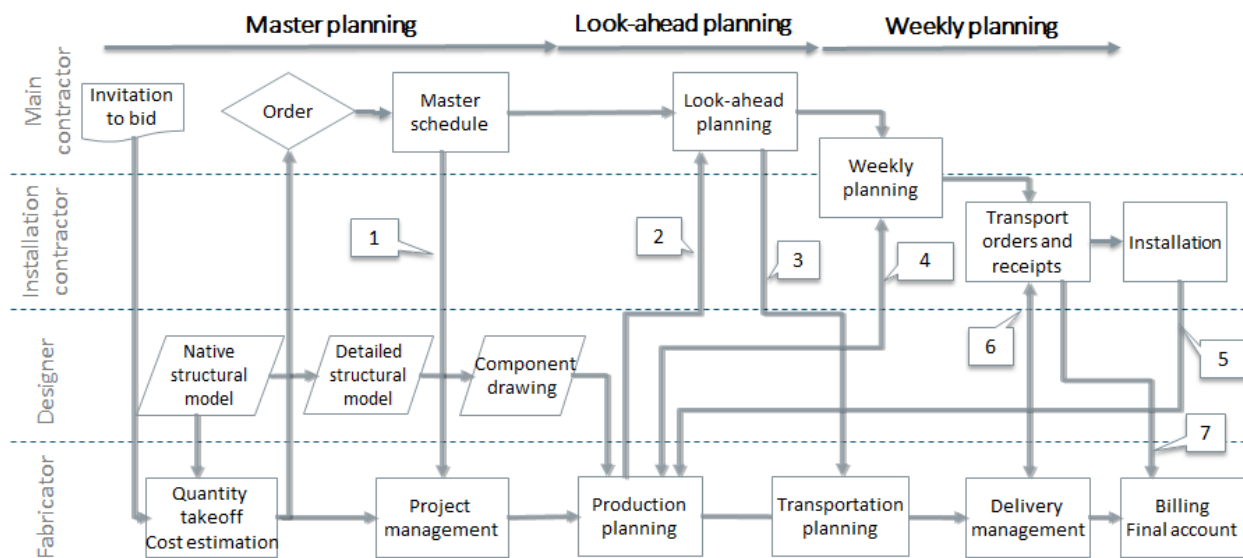 Master planning
Look-ahead planning
Weekly planning
Main
contractor
Invitation
to bid
Order
Master
schedule
Look-ahead
planning
Weekly
planning
Installation
contractor
1
2
3
4
Transport
orders and
receipts
Installation
Designer
Native
structural
model
Detailed
structural
model
Component
drawing
6
5
7
Fabricator
Quantity
takeoff
Cost estimation
Project
management
Production
planning
Transportation
planning
Delivery
management
Billing
Final account